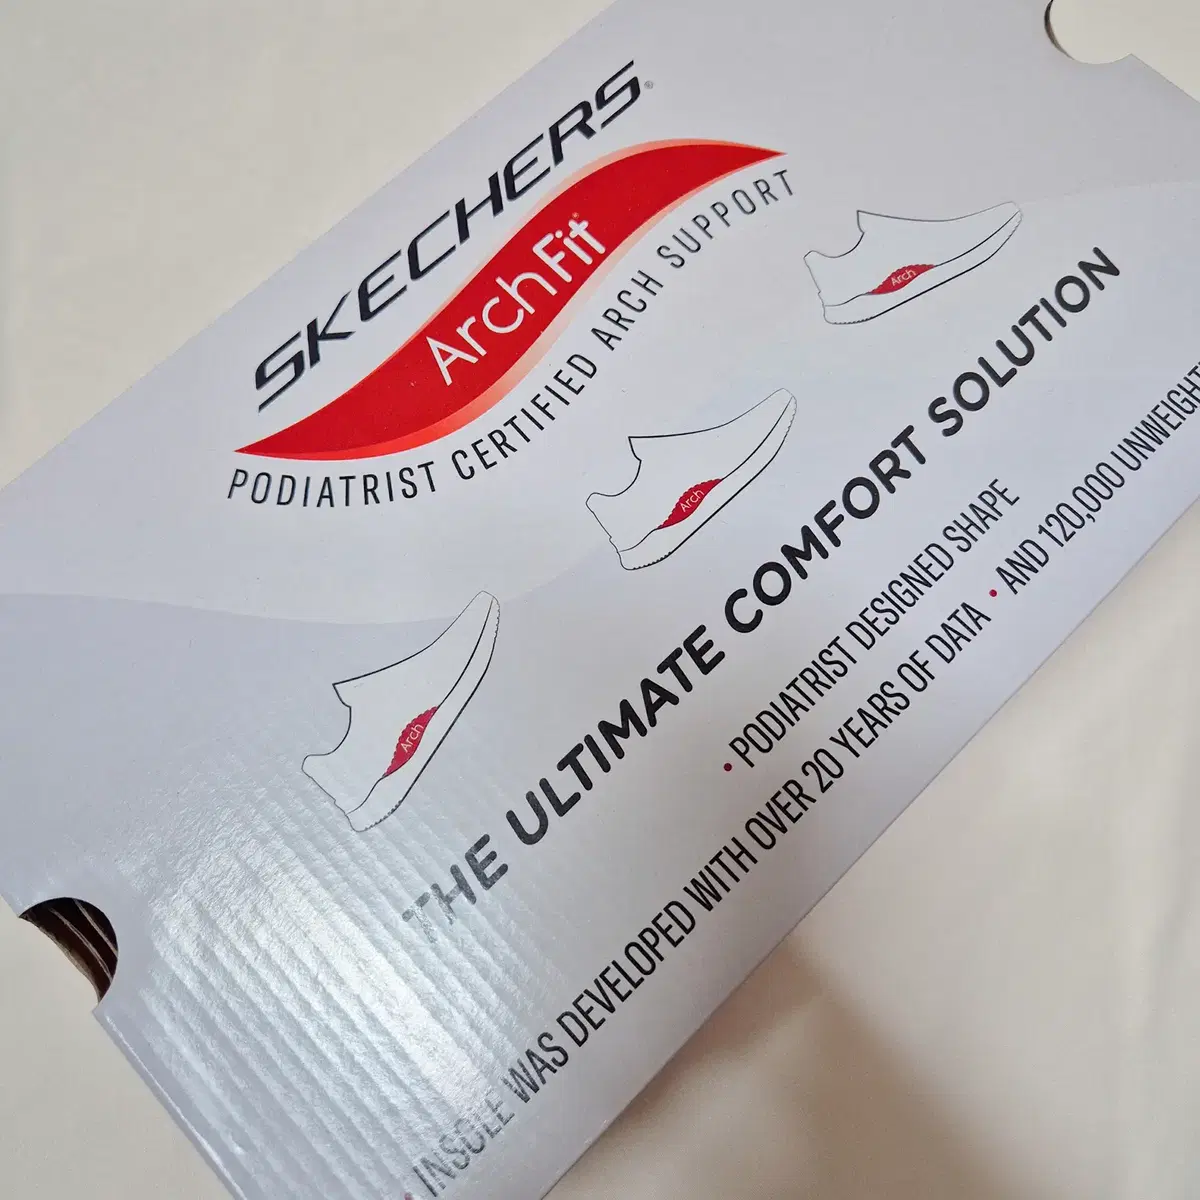 SKECHERS®
Arch Fit®
PODIATRIST CERTIFIED ARCH SUPPORT
Arch
Arch
Arch
THE ULTIMATE COMFORT SOLUTION
• PODIATRIST DESIGNED SHAPE
• INSOLE WAS DEVELOPED WITH OVER 20 YEARS OF DATA • AND 120,000 UNWEIGHT